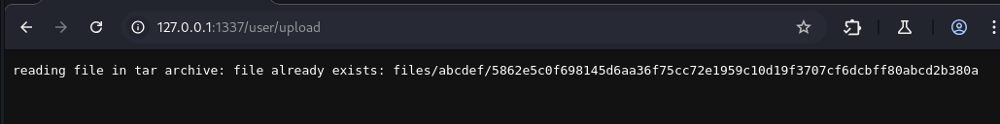 127.0.0.1:1337/user/upload
reading file in tar archive: file already exists: files/abcdef/5862e5c0f698145d6aa36f75cc72e1959c10d19f3707cf6dcbff80abcd2b380a